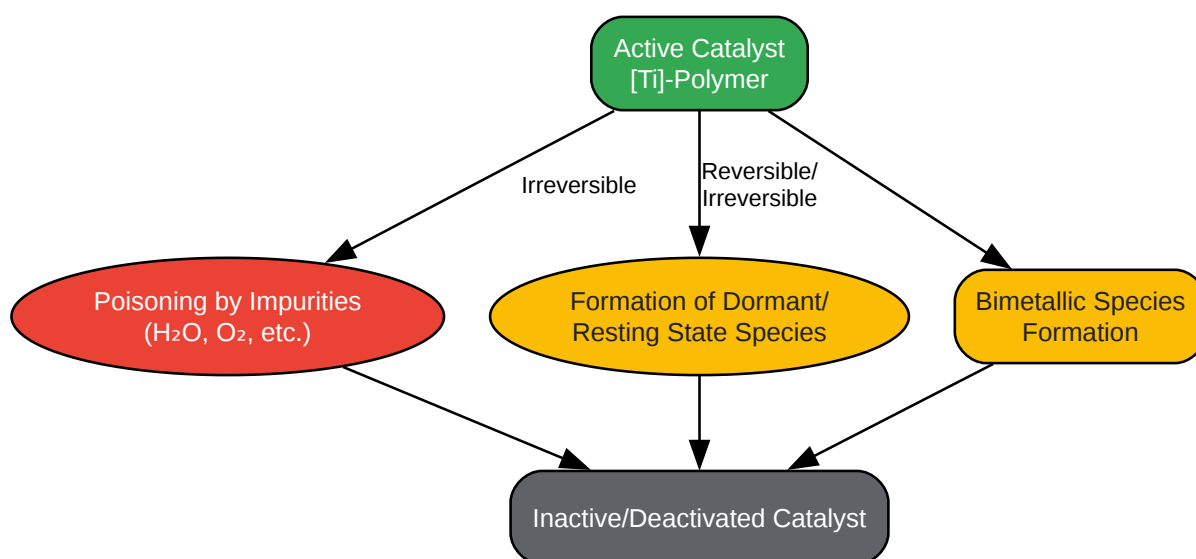 Active Catalyst
[Ti]-Polymer
Irreversible
Reversible/
Irreversible
Poisoning by Impurities
(H₂O, O₂, etc.)
Formation of Dormant/
Resting State Species
Bimetallic Species
Formation
Inactive/Deactivated Catalyst